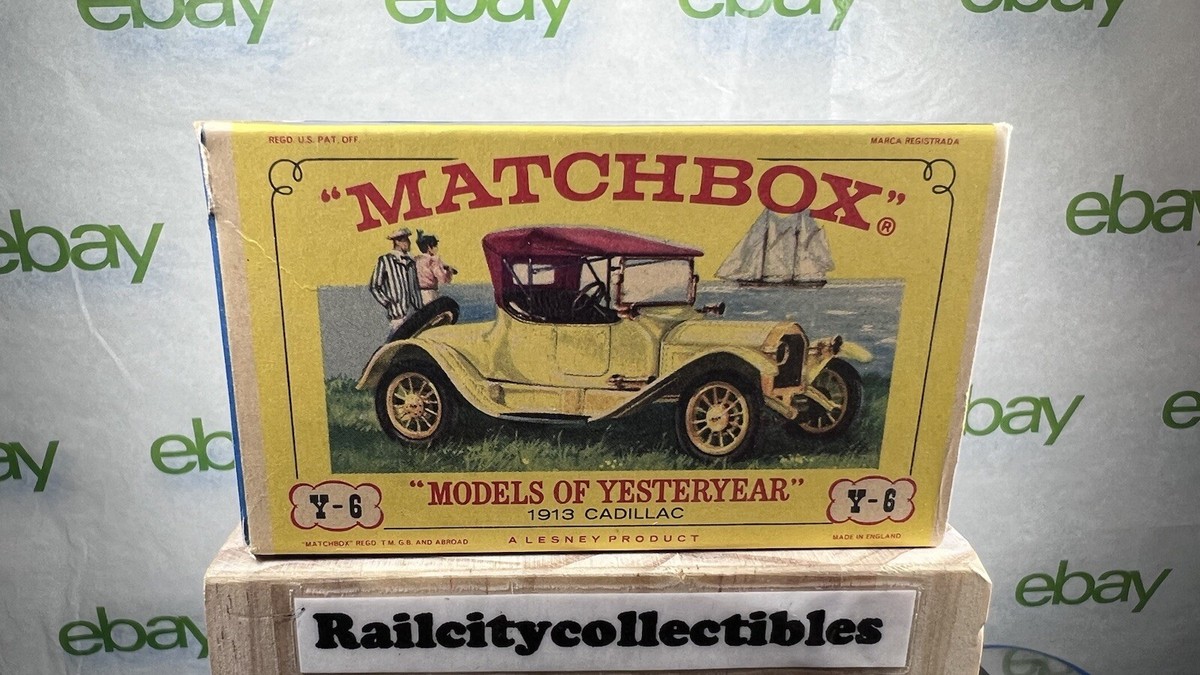 ebay ebay ebay ebay
REGD. U.S. PAT. OFF. MARCA REGISTRADA
"MATCHBOX"®
ebay ebay
ebay
ebay ebay ebay
"MODELS OF YESTERYEAR"
Y-6 Y-6
1913 CADILLAC
"MATCHBOX" REGD. T.M. G.B. AND ABROAD A LESNEY PRODUCT MADE IN ENGLAND
ebay
ebay
Railcitycollectibles